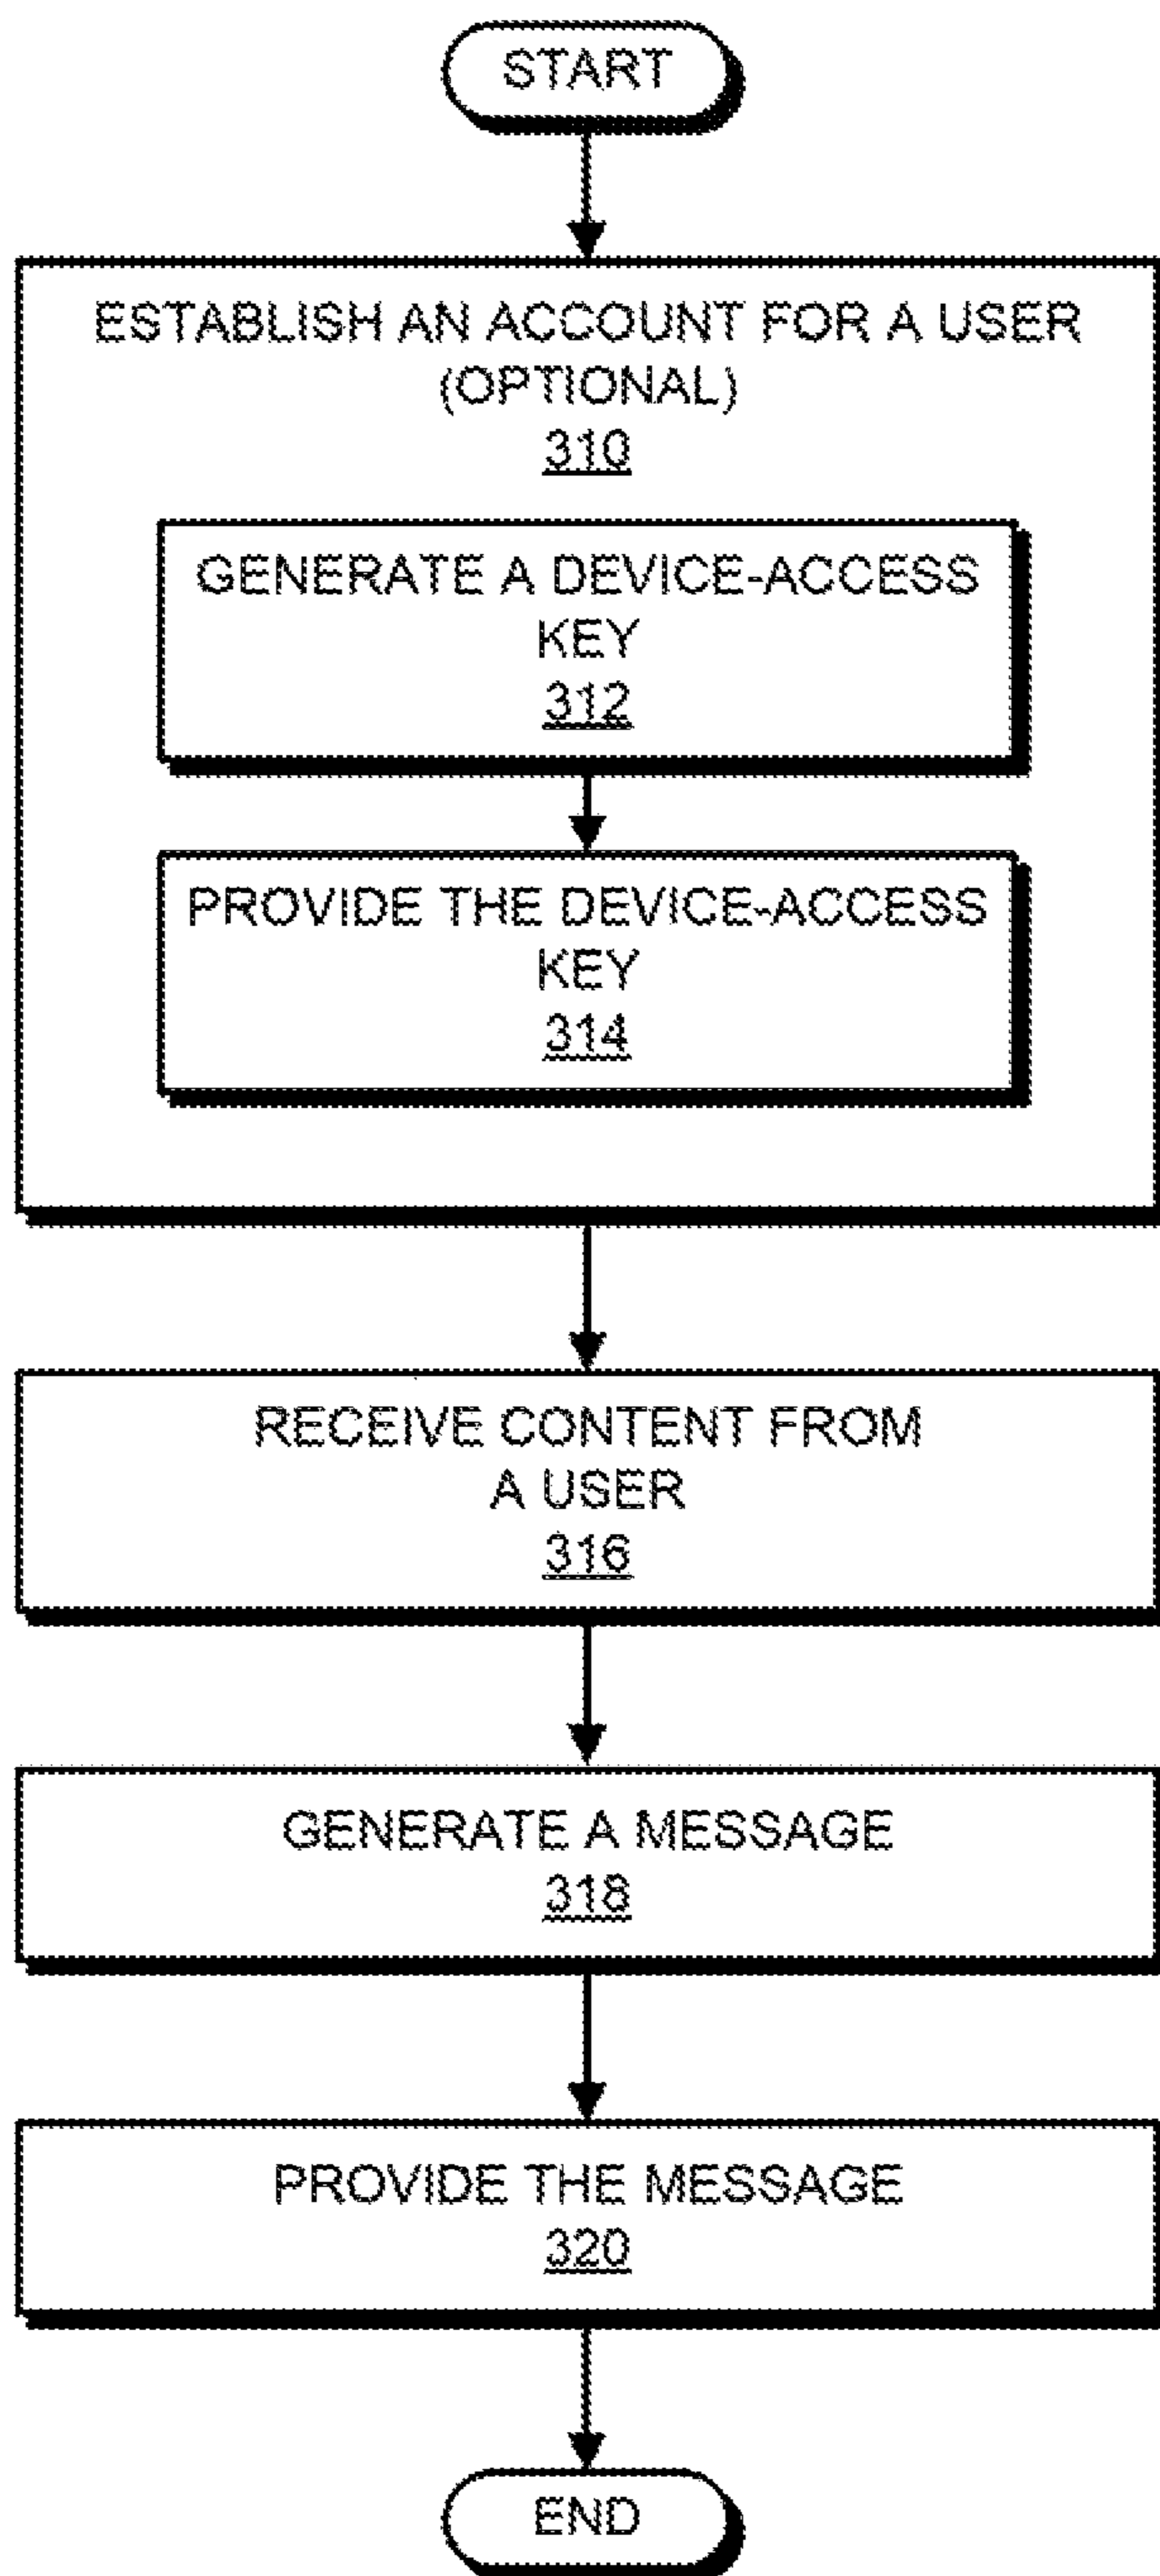 START
ESTABLISH AN ACCOUNT FOR A USER
(OPTIONAL)
310
GENERATE A DEVICE-ACCESS
KEY
312
PROVIDE THE DEVICE-ACCESS
KEY
314
RECEIVE CONTENT FROM
A USER
316
GENERATE A MESSAGE
318
PROVIDE THE MESSAGE
320
END